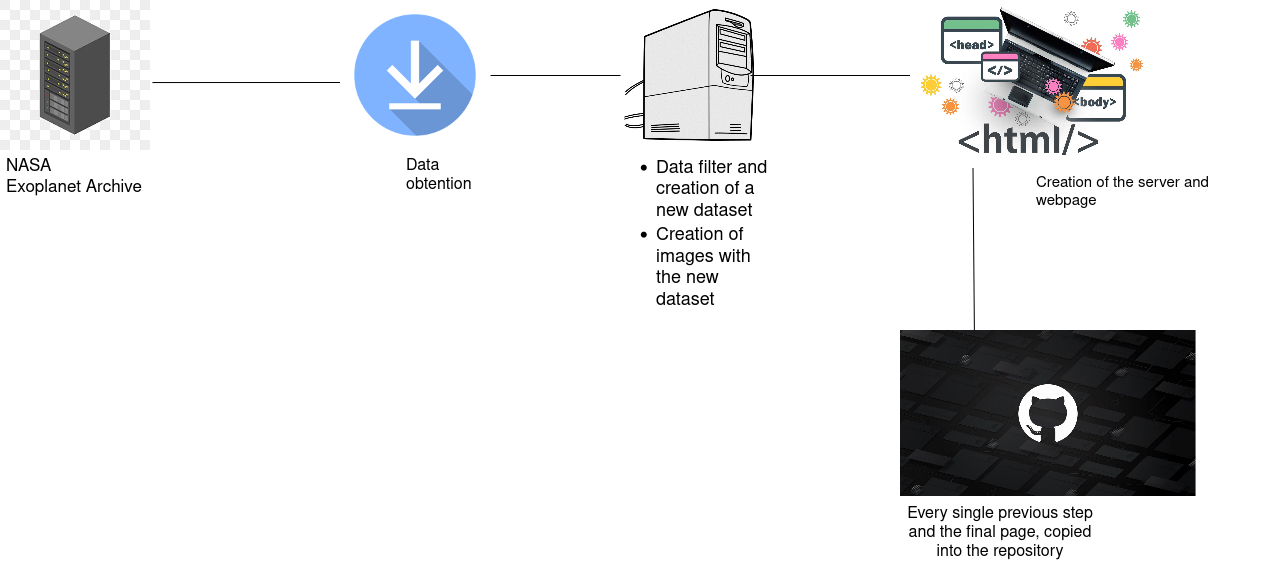 <head>
</>
<body>
<html/>
NASA
Exoplanet Archive
Data
obtention
• Data filter and
creation of a
new dataset
• Creation of
images with
the new
dataset
Creation of the server and
webpage
Every single previous step
and the final page, copied
into the repository